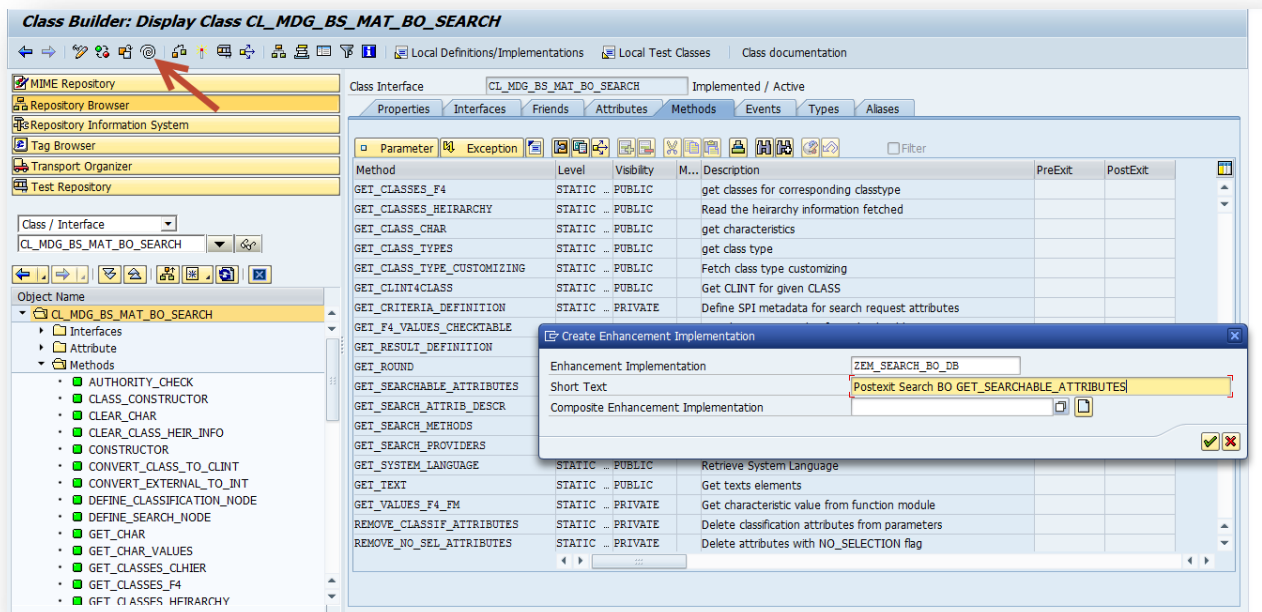 Class Builder: Display Class CL_MDG_BS_MAT_BO_SEARCH
Local Definitions/Implementations Local Test Classes Class documentation
MIME Repository
Repository Browser
Repository Information System
Tag Browser
Transport Organizer
Test Repository
Class / Interface
CL_MDG_BS_MAT_BO_SEARCH
Object Name
CL_MDG_BS_MAT_BO_SEARCH
Interfaces
Attribute
Methods
AUTHORITY_CHECK
CLASS_CONSTRUCTOR
CLEAR_CHAR
CLEAR_CLASS_HEIR_INFO
CONSTRUCTOR
CONVERT_CLASS_TO_CLINT
CONVERT_EXTERNAL_TO_INT
DEFINE_CLASSIFICATION_NODE
DEFINE_SEARCH_NODE
GET_CHAR
GET_CHAR_VALUES
GET_CLASSES_CLHIER
GET_CLASSES_F4
GET_CLASSES_HEIRARCHY
Class Interface CL_MDG_BS_MAT_BO_SEARCH Implemented / Active
Properties Interfaces Friends Attributes Methods Events Types Aliases
Parameter Exception Filter
Method Level Visibility M... Description PreExit PostExit
GET_CLASSES_F4 STATIC … PUBLIC get classes for corresponding classtype
GET_CLASSES_HEIRARCHY STATIC … PUBLIC Read the heirarchy information fetched
GET_CLASS_CHAR STATIC … PUBLIC get characteristics
GET_CLASS_TYPES STATIC … PUBLIC get class type
GET_CLASS_TYPE_CUSTOMIZING STATIC … PUBLIC Fetch class type customizing
GET_CLINT4CLASS STATIC … PUBLIC Get CLINT for given CLASS
GET_CRITERIA_DEFINITION STATIC … PRIVATE Define SPI metadata for search request attributes
GET_F4_VALUES_CHECKTABLE
GET_RESULT_DEFINITION
GET_ROUND
GET_SEARCHABLE_ATTRIBUTES
GET_SEARCH_ATTRIB_DESCR
GET_SEARCH_METHODS
GET_SEARCH_PROVIDERS
GET_SYSTEM_LANGUAGE STATIC … PUBLIC Retrieve System Language
GET_TEXT STATIC … PUBLIC Get texts elements
GET_VALUES_F4_FM STATIC … PRIVATE Get characteristic value from function module
REMOVE_CLASSIF_ATTRIBUTES STATIC … PRIVATE Delete classification attributes from parameters
REMOVE_NO_SEL_ATTRIBUTES STATIC … PRIVATE Delete attributes with NO_SELECTION flag
Create Enhancement Implementation
Enhancement Implementation ZEM_SEARCH_BO_DB
Short Text Postexit Search BO GET_SEARCHABLE_ATTRIBUTES
Composite Enhancement Implementation